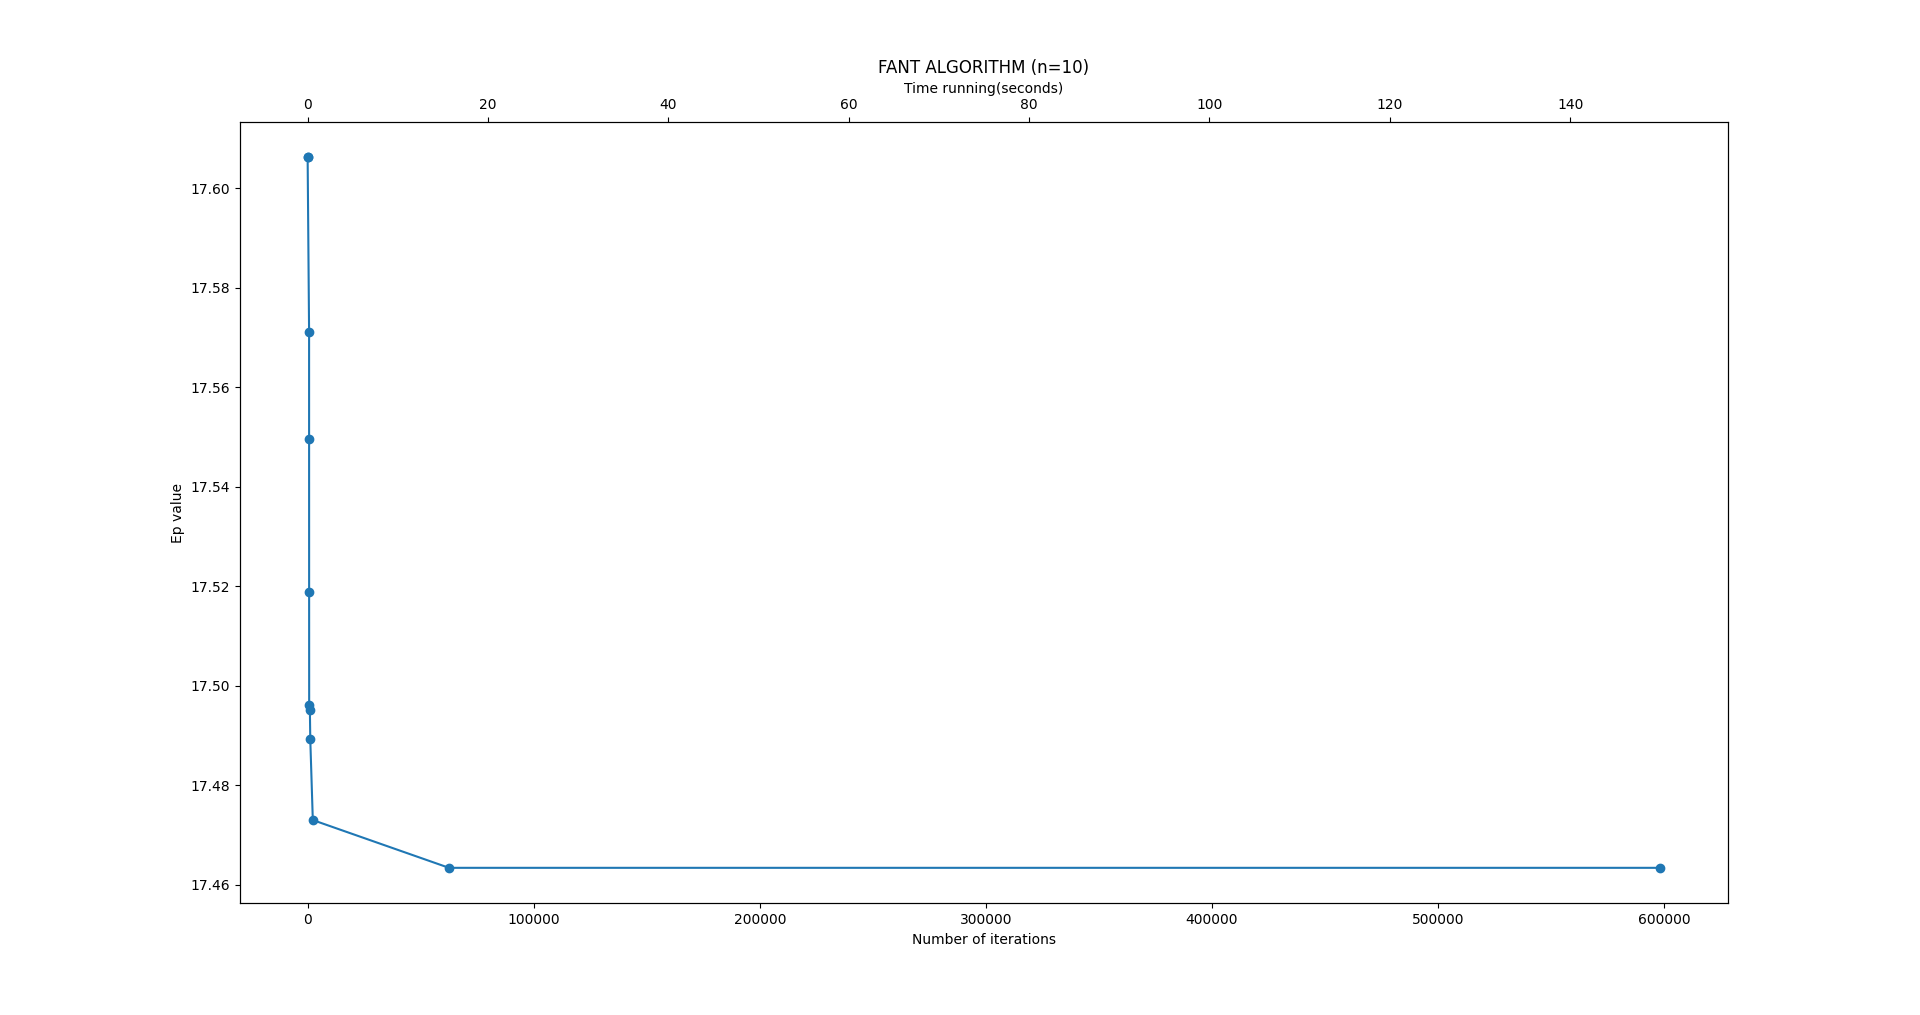 FANT ALGORITHM (n=10)
Time running(seconds)
0 20 40 60 80 100 120 140
17.60
17.58
17.56
17.54
17.52
17.50
17.48
17.46
Ep value
0 100000 200000 300000 400000 500000 600000
Number of iterations